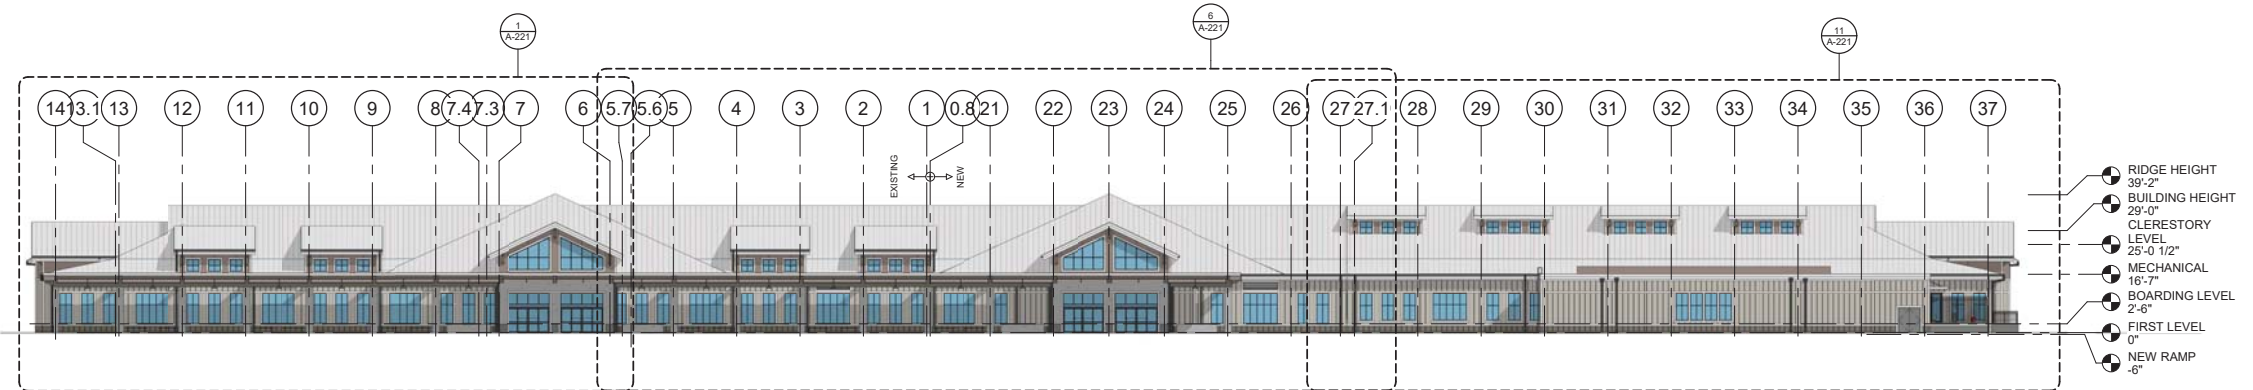 1
A-221
6
A-221
11
A-221
14 13.1 13 12 11 10 9 8 7.4 7.3 7 6 5.7 5.6 5 4 3 2 1 0.8 21 22 23 24 25 26 27 27.1 28 29 30 31 32 33 34 35 36 37
EXISTING
NEW
RIDGE HEIGHT
39'-2"
BUILDING HEIGHT
29'-0"
CLERESTORY
LEVEL
25'-0 1/2"
MECHANICAL
16'-7"
BOARDING LEVEL
2'-6"
FIRST LEVEL
0"
NEW RAMP
-6"